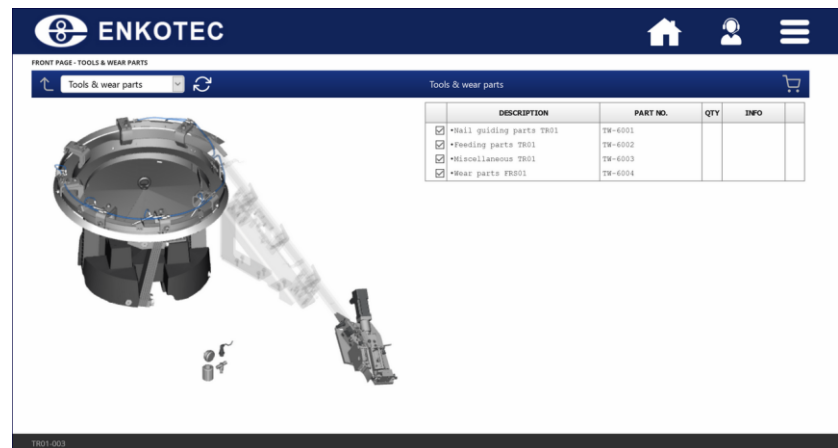 ENKOTEC
FRONT PAGE - TOOLS & WEAR PARTS
Tools & wear parts
Tools & wear parts
DESCRIPTION PART NO. QTY INFO
•Nail guiding parts TR01 TW-6001
•Feeding parts TR01 TW-6002
•Miscellaneous TR01 TW-6003
•Wear parts FRS01 TW-6004
TR01-003